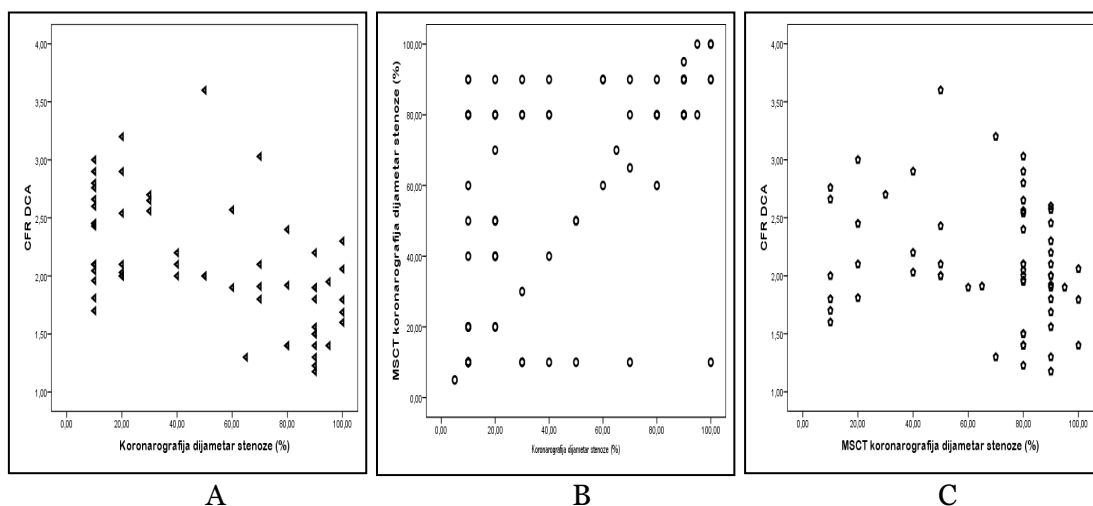 4,00
3,50
3,00
2,50
2,00
1,50
1,00
CFR DCA
0,00 20,00 40,00 60,00 80,00 100,00
Koronarografija dijametar stenoze (%)
A
100,00
80,00
60,00
40,00
20,00
0,00
MSCT koronarografija dijametar stenoze (%)
0,00 20,00 40,00 60,00 80,00 100,00
Koronarografija dijametar stenoze (%)
B
4,00
3,50
3,00
2,50
2,00
1,50
1,00
CFR DCA
0,00 20,00 40,00 60,00 80,00 100,00
MSCT koronarografija dijametar stenoze (%)
C